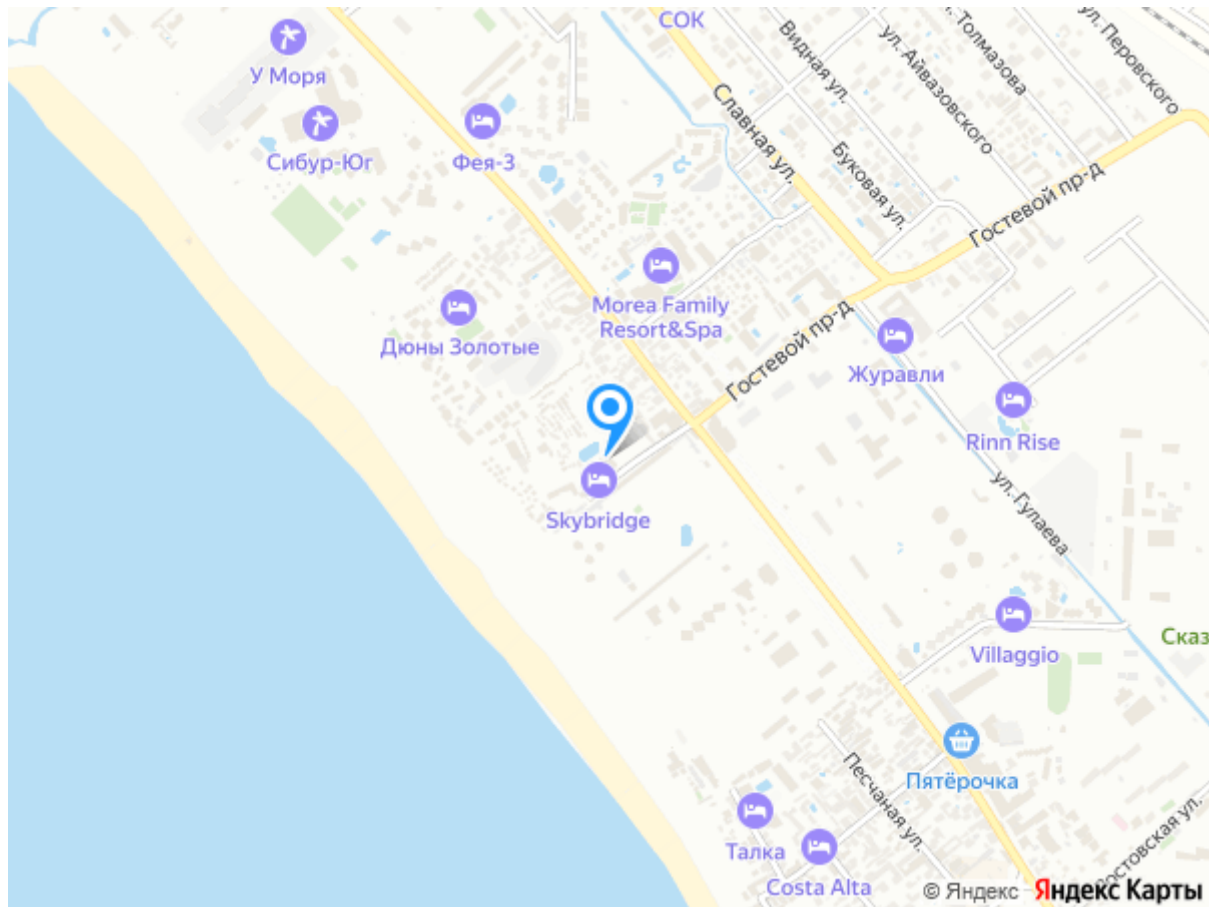 СОК
У Моря
Сибур-Юг
Фея-3
Видная ул.
ул. Айвазовского
л. Толмазова
ул. Перовского
Славная ул.
Буковая ул.
Гостевой пр-д
Morea Family
Resort&Spa
Дюны Золотые
Гостевой пр-д
Журавли
Rinn Rise
Skybridge
ул. Гулаева
Villaggio
Сказ
Пятёрочка
Песчаная ул.
Талка
Costa Alta
остовская ул.
© Яндекс Яндекс Карты